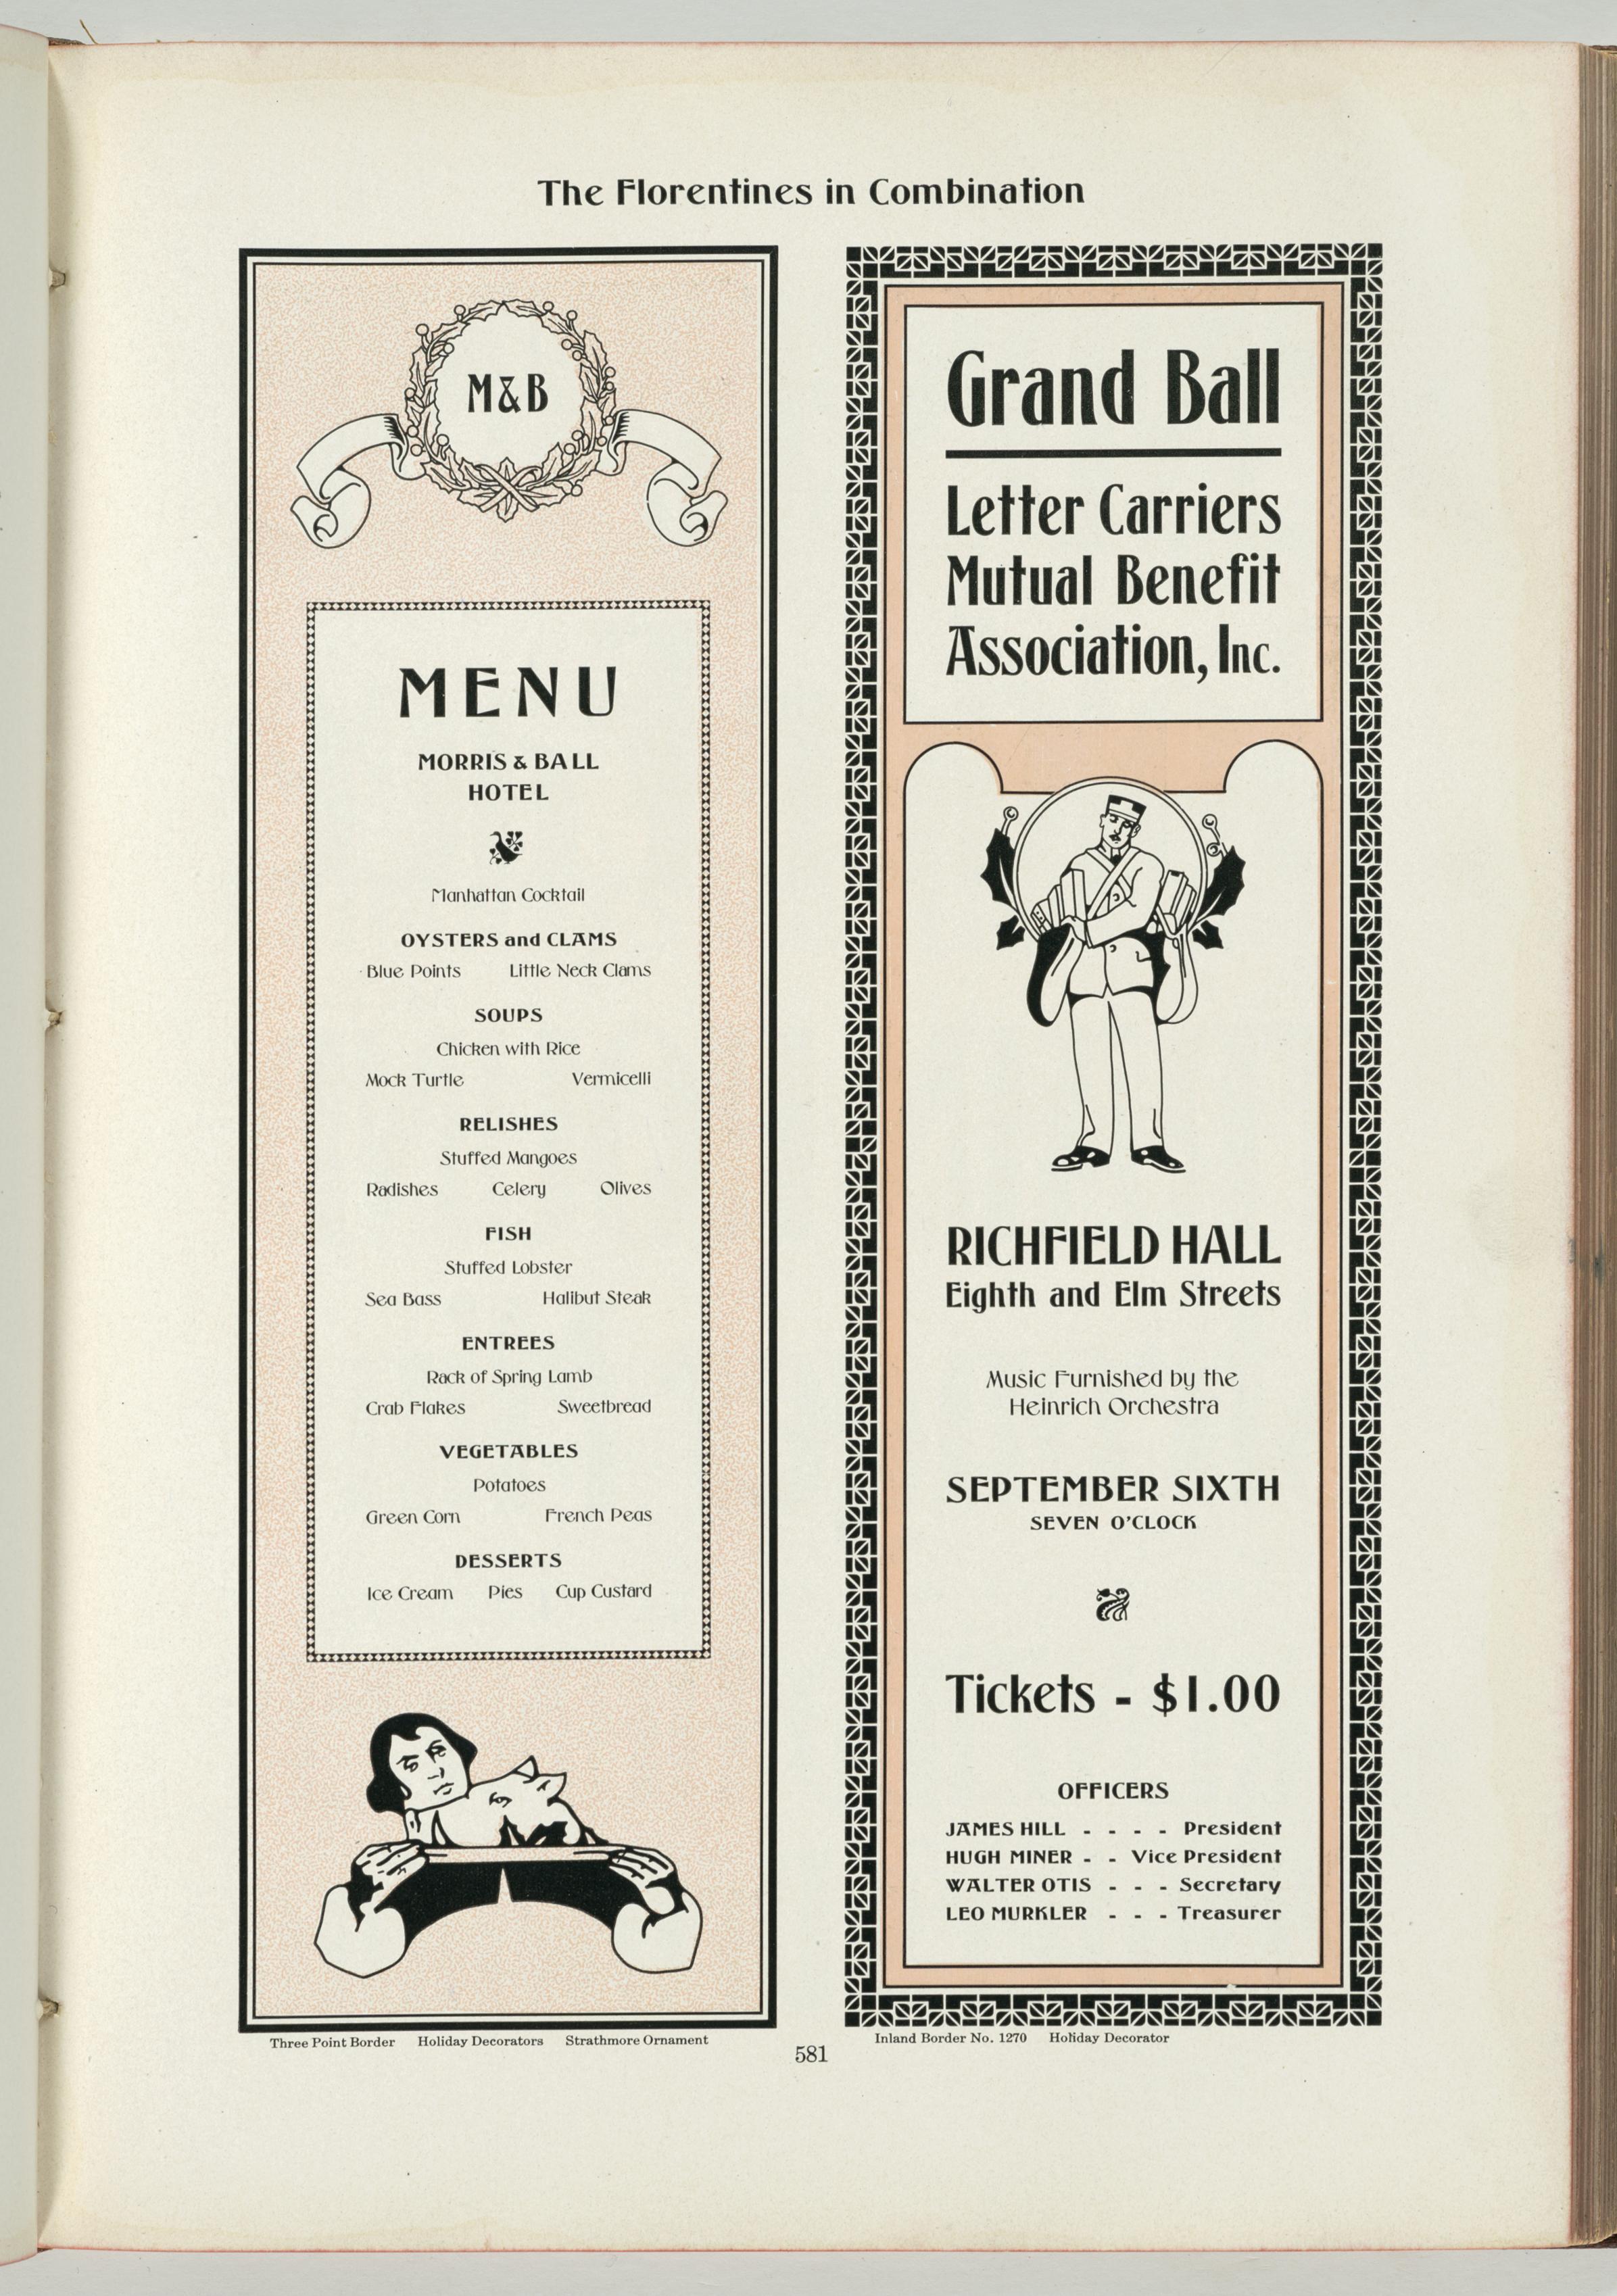 The Florentines in Combination
M&B
MENU
MORRIS & BALL
HOTEL
Manhattan Cocktail
OYSTERS and CLAMS
Blue Points Little Neck Clams
SOUPS
Chicken with Rice
Mock Turtle Vermicelli
RELISHES
Stuffed Mangoes
Radishes Celery Olives
FISH
Stuffed Lobster
Sea Bass Halibut Steak
ENTREES
Rack of Spring Lamb
Crab Flakes Sweetbread
VEGETABLES
Potatoes
Green Corn French Peas
DESSERTS
Ice Cream Pies Cup Custard
Three Point Border Holiday Decorators Strathmore Ornament
Grand Ball
Letter Carriers
Mutual Benefit
Association, Inc.
RICHFIELD HALL
Eighth and Elm Streets
Music Furnished by the
Heinrich Orchestra
SEPTEMBER SIXTH
SEVEN O'CLOCK
Tickets - $1.00
OFFICERS
JAMES HILL - - - - President
HUGH MINER - - Vice President
WALTER OTIS - - - Secretary
LEO MURKLER - - - Treasurer
Inland Border No. 1270 Holiday Decorator
581